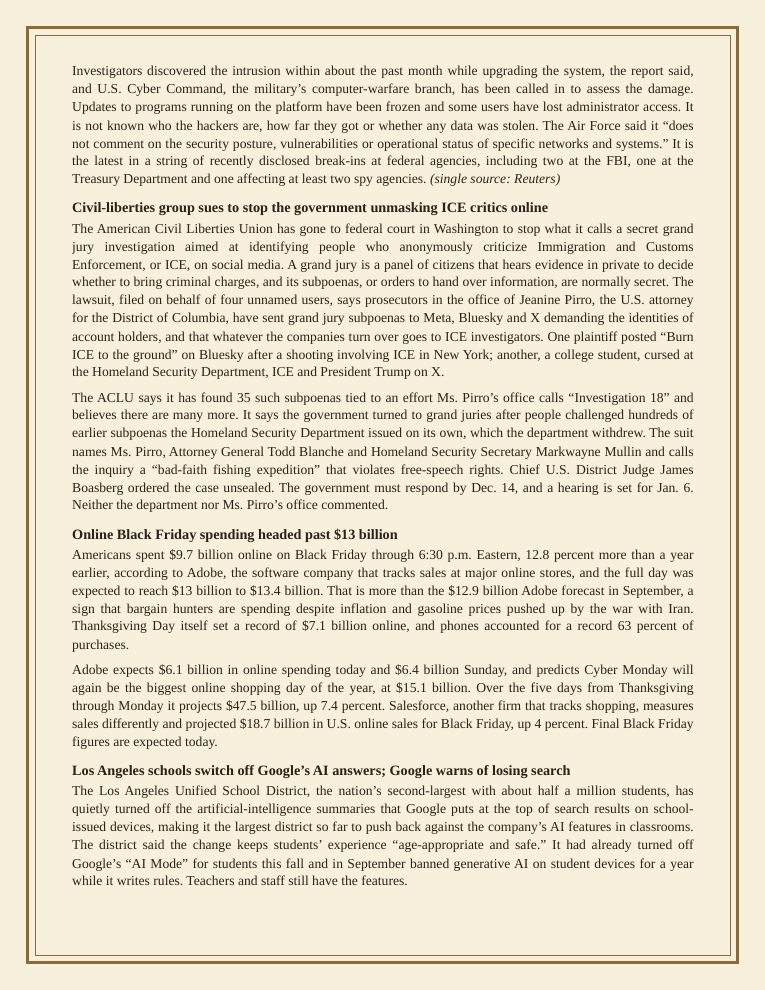 Investigators discovered the intrusion within about the past month while upgrading the system, the report said,
and U.S. Cyber Command, the military’s computer-warfare branch, has been called in to assess the damage.
Updates to programs running on the platform have been frozen and some users have lost administrator access. It
is not known who the hackers are, how far they got or whether any data was stolen. The Air Force said it “does
not comment on the security posture, vulnerabilities or operational status of specific networks and systems.” It is
the latest in a string of recently disclosed break-ins at federal agencies, including two at the FBI, one at the
Treasury Department and one affecting at least two spy agencies. (single source: Reuters)
Civil-liberties group sues to stop the government unmasking ICE critics online
The American Civil Liberties Union has gone to federal court in Washington to stop what it calls a secret grand
jury investigation aimed at identifying people who anonymously criticize Immigration and Customs
Enforcement, or ICE, on social media. A grand jury is a panel of citizens that hears evidence in private to decide
whether to bring criminal charges, and its subpoenas, or orders to hand over information, are normally secret. The
lawsuit, filed on behalf of four unnamed users, says prosecutors in the office of Jeanine Pirro, the U.S. attorney
for the District of Columbia, have sent grand jury subpoenas to Meta, Bluesky and X demanding the identities of
account holders, and that whatever the companies turn over goes to ICE investigators. One plaintiff posted “Burn
ICE to the ground” on Bluesky after a shooting involving ICE in New York; another, a college student, cursed at
the Homeland Security Department, ICE and President Trump on X.
The ACLU says it has found 35 such subpoenas tied to an effort Ms. Pirro’s office calls “Investigation 18” and
believes there are many more. It says the government turned to grand juries after people challenged hundreds of
earlier subpoenas the Homeland Security Department issued on its own, which the department withdrew. The suit
names Ms. Pirro, Attorney General Todd Blanche and Homeland Security Secretary Markwayne Mullin and calls
the inquiry a “bad-faith fishing expedition” that violates free-speech rights. Chief U.S. District Judge James
Boasberg ordered the case unsealed. The government must respond by Dec. 14, and a hearing is set for Jan. 6.
Neither the department nor Ms. Pirro’s office commented.
Online Black Friday spending headed past $13 billion
Americans spent $9.7 billion online on Black Friday through 6:30 p.m. Eastern, 12.8 percent more than a year
earlier, according to Adobe, the software company that tracks sales at major online stores, and the full day was
expected to reach $13 billion to $13.4 billion. That is more than the $12.9 billion Adobe forecast in September, a
sign that bargain hunters are spending despite inflation and gasoline prices pushed up by the war with Iran.
Thanksgiving Day itself set a record of $7.1 billion online, and phones accounted for a record 63 percent of
purchases.
Adobe expects $6.1 billion in online spending today and $6.4 billion Sunday, and predicts Cyber Monday will
again be the biggest online shopping day of the year, at $15.1 billion. Over the five days from Thanksgiving
through Monday it projects $47.5 billion, up 7.4 percent. Salesforce, another firm that tracks shopping, measures
sales differently and projected $18.7 billion in U.S. online sales for Black Friday, up 4 percent. Final Black Friday
figures are expected today.
Los Angeles schools switch off Google’s AI answers; Google warns of losing search
The Los Angeles Unified School District, the nation’s second-largest with about half a million students, has
quietly turned off the artificial-intelligence summaries that Google puts at the top of search results on school-
issued devices, making it the largest district so far to push back against the company’s AI features in classrooms.
The district said the change keeps students’ experience “age-appropriate and safe.” It had already turned off
Google’s “AI Mode” for students this fall and in September banned generative AI on student devices for a year
while it writes rules. Teachers and staff still have the features.